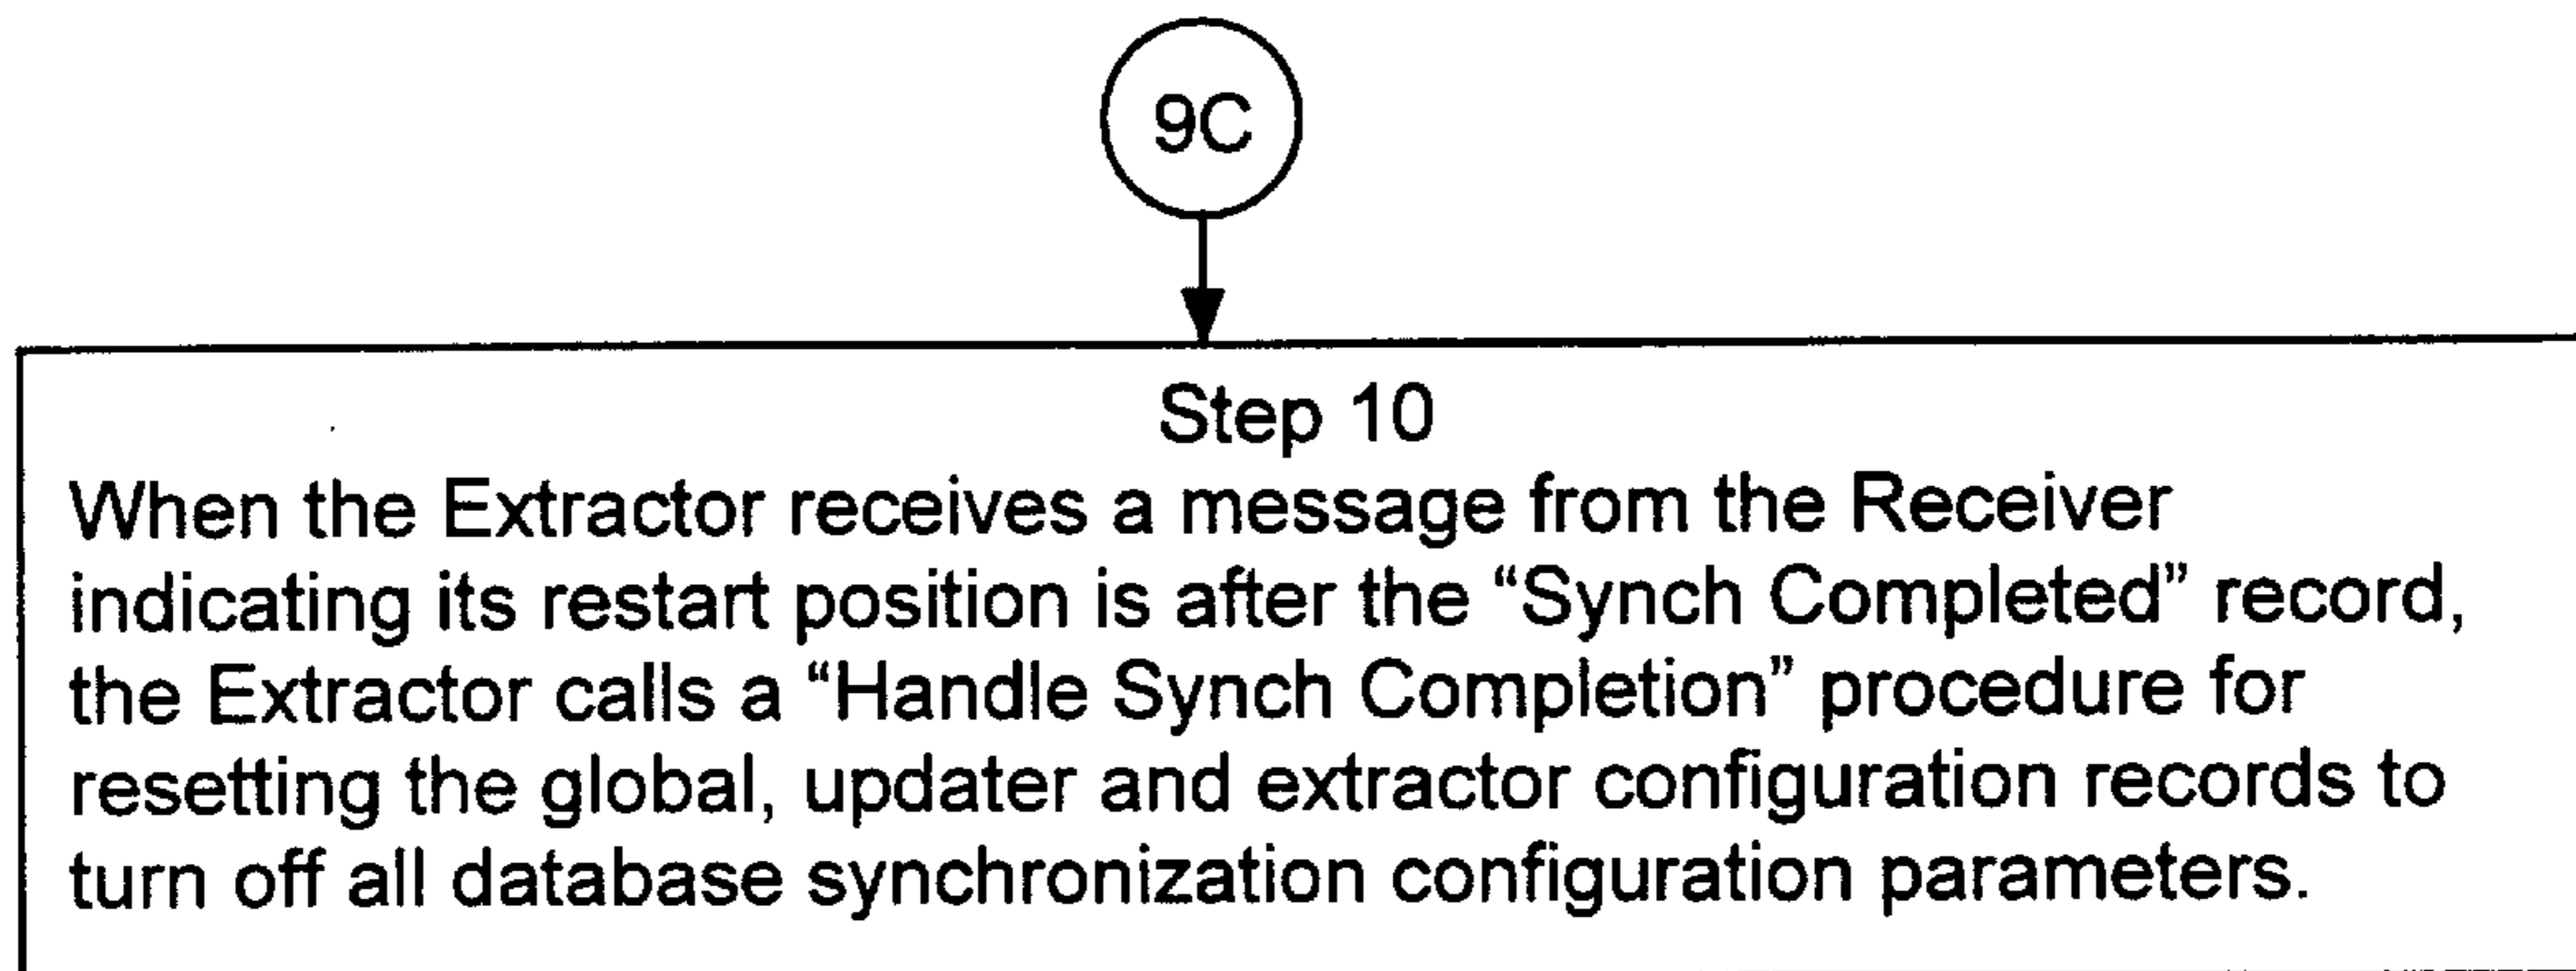 9C
Step 10
When the Extractor receives a message from the Receiver
indicating its restart position is after the “Synch Completed” record,
the Extractor calls a “Handle Synch Completion” procedure for
resetting the global, updater and extractor configuration records to
turn off all database synchronization configuration parameters.